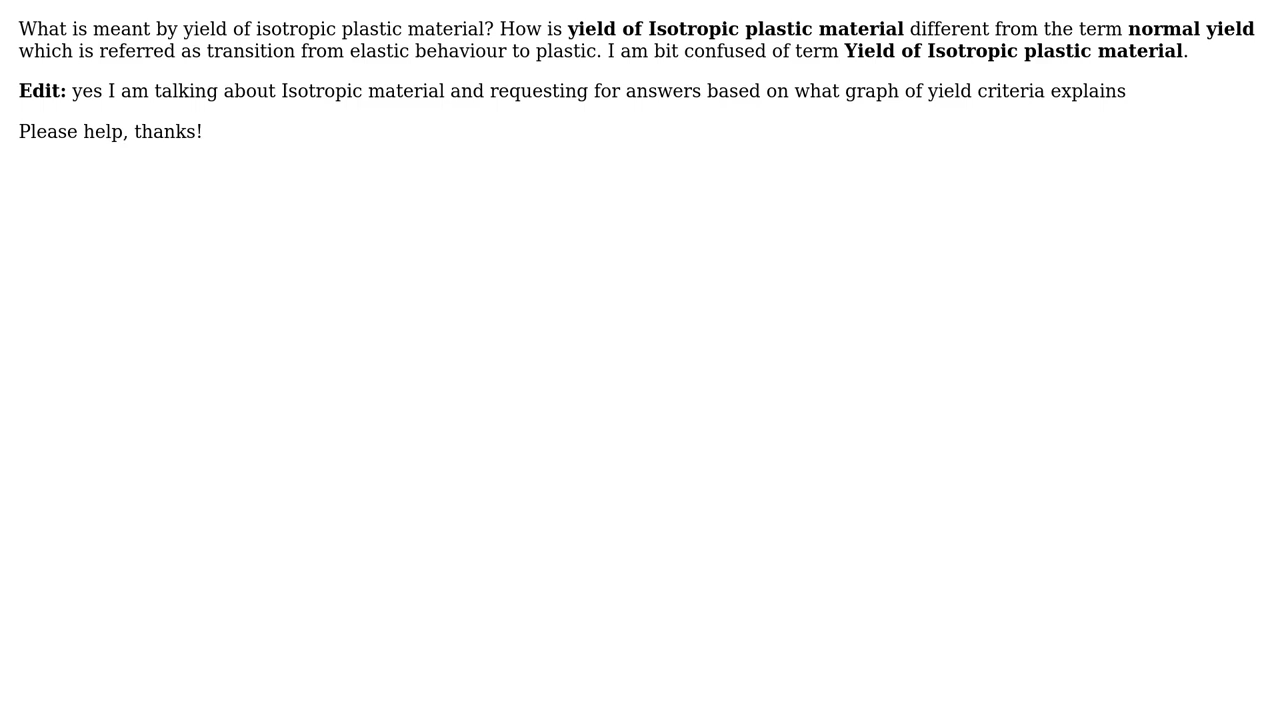 What is meant by yield of isotropic plastic material? How is yield of Isotropic plastic material different from the term normal yield
which is referred as transition from elastic behaviour to plastic. I am bit confused of term Yield of Isotropic plastic material.
Edit: yes I am talking about Isotropic material and requesting for answers based on what graph of yield criteria explains
Please help, thanks!